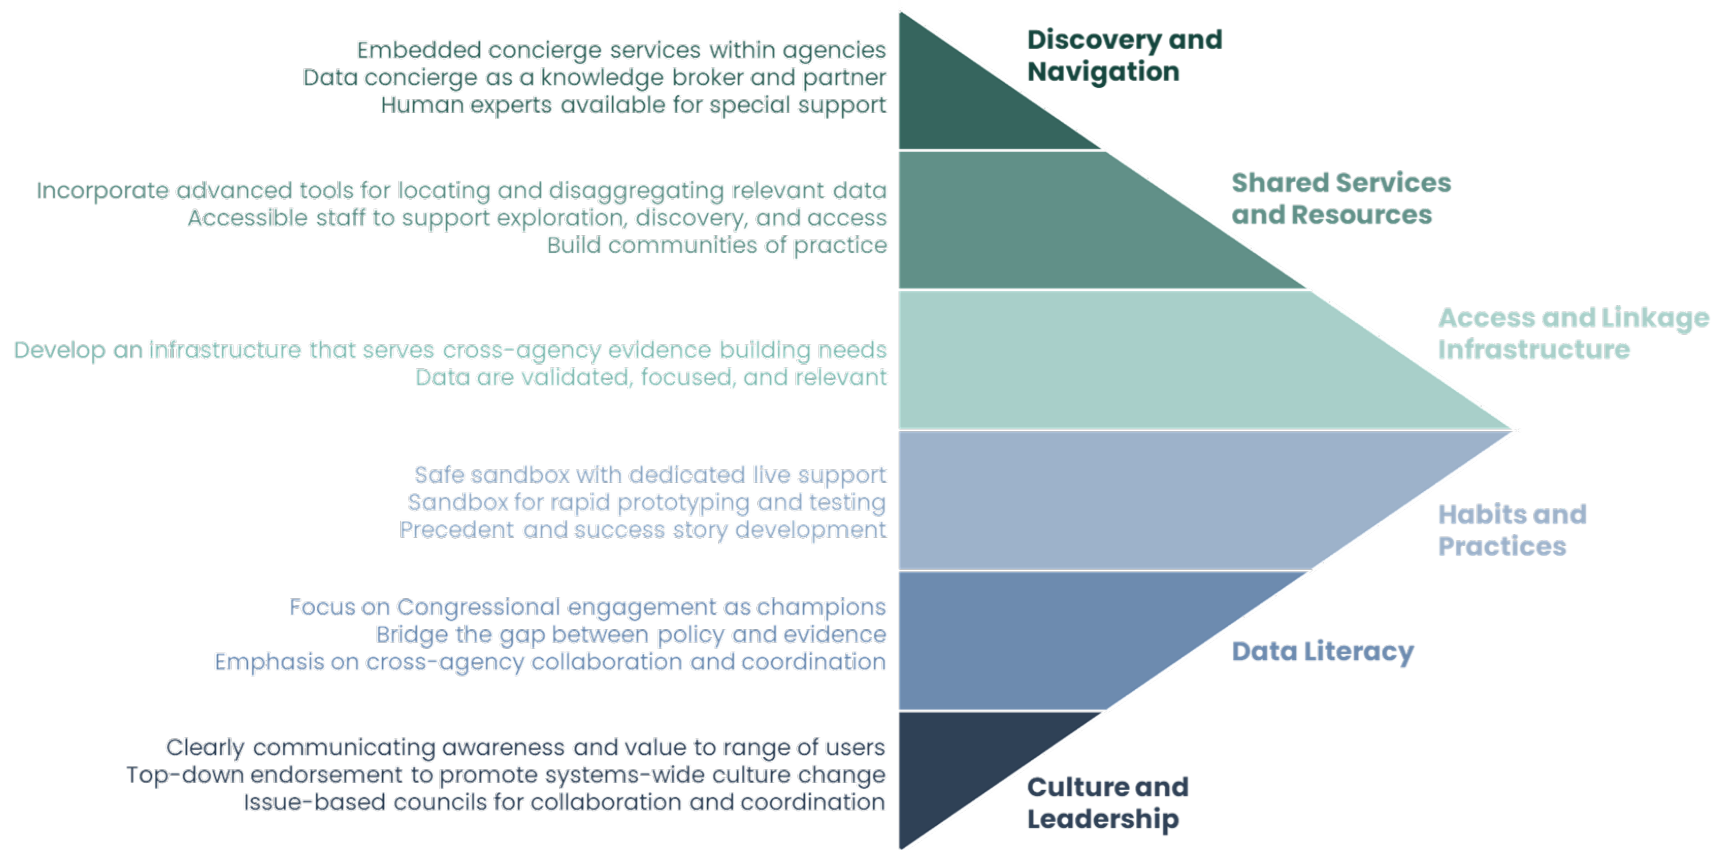 Embedded concierge services within agencies
Data concierge as a knowledge broker and partner
Human experts available for special support
Discovery and
Navigation
Incorporate advanced tools for locating and disaggregating relevant data
Accessible staff to support exploration, discovery, and access
Build communities of practice
Shared Services
and Resources
Develop an infrastructure that serves cross-agency evidence building needs
Data are validated, focused, and relevant
Access and Linkage
Infrastructure
Safe sandbox with dedicated live support
Sandbox for rapid prototyping and testing
Precedent and success story development
Habits and
Practices
Focus on Congressional engagement as champions
Bridge the gap between policy and evidence
Emphasis on cross-agency collaboration and coordination
Data Literacy
Clearly communicating awareness and value to range of users
Top-down endorsement to promote systems-wide culture change
Issue-based councils for collaboration and coordination
Culture and
Leadership